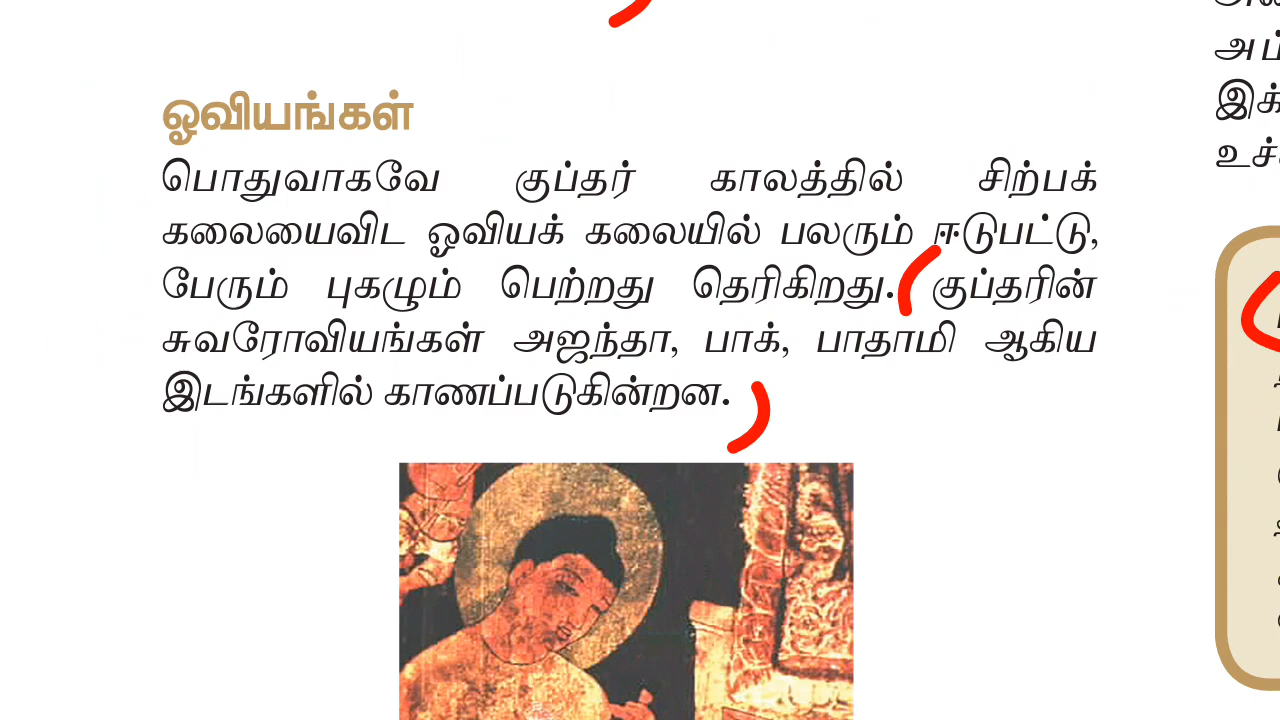 ஓவியங்கள்
பொதுவாகவே குப்தர் காலத்தில் சிற்பக்
கலையைவிட ஓவியக் கலையில் பலரும் ஈடுபட்டு,
பேரும் புகழும் பெற்றது தெரிகிறது. குப்தரின்
சுவரோவியங்கள் அஜந்தா, பாக், பாதாமி ஆகிய
இடங்களில் காணப்படுகின்றன.